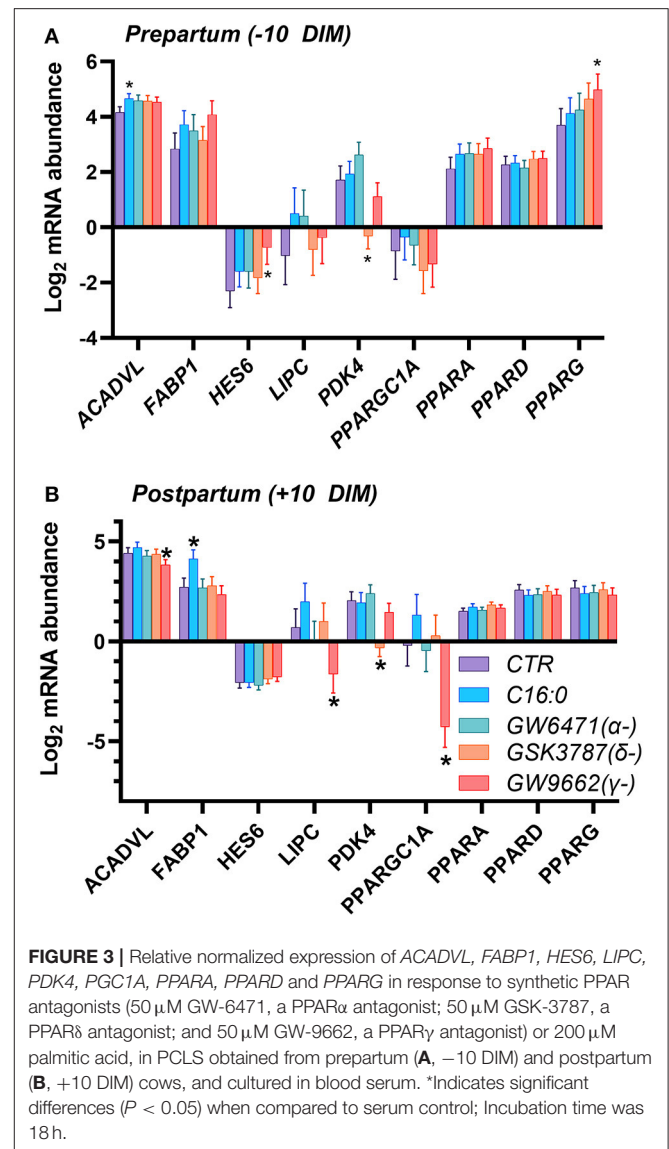 A Prepartum (-10 DIM)
Log₂ mRNA abundance
6
4
2
0
-2
-4
*
*
*
*
ACADVL
FABP1
HES6
LIPC
PDK4
PPARGC1A
PPARA
PPARD
PPARG
B Postpartum (+10 DIM)
Log₂ mRNA abundance
5
0
-5
*
*
*
*
*
CTR
C16:0
GW6471(α-)
GSK3787(δ-)
GW9662(γ-)
ACADVL
FABP1
HES6
LIPC
PDK4
PPARGC1A
PPARA
PPARD
PPARG
FIGURE 3 | Relative normalized expression of ACADVL, FABP1, HES6, LIPC,
PDK4, PGC1A, PPARA, PPARD and PPARG in response to synthetic PPAR
antagonists (50 μM GW-6471, a PPARα antagonist; 50 μM GSK-3787, a
PPARδ antagonist; and 50 μM GW-9662, a PPARγ antagonist) or 200 μM
palmitic acid, in PCLS obtained from prepartum (A, −10 DIM) and postpartum
(B, +10 DIM) cows, and cultured in blood serum. *Indicates significant
differences (P < 0.05) when compared to serum control; Incubation time was
18 h.